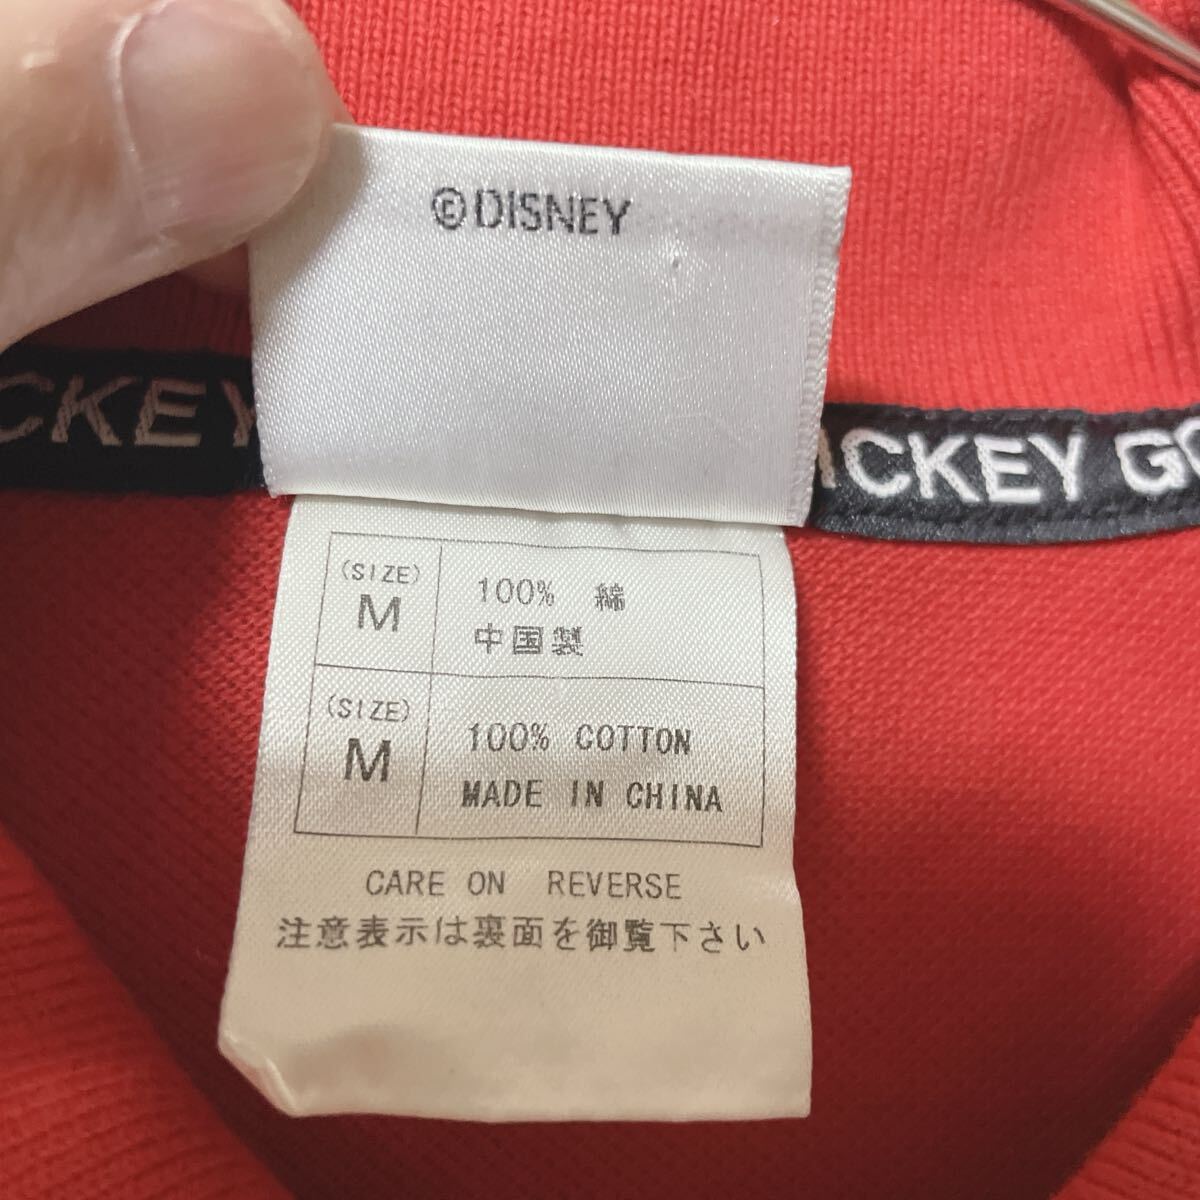 ©DISNEY
CKEY
ICKEY GO
(SIZE)
M
100% 綿
中国製
(SIZE)
M
100% COTTON
MADE IN CHINA
CARE ON REVERSE
注意表示は裏面を御覧下さい